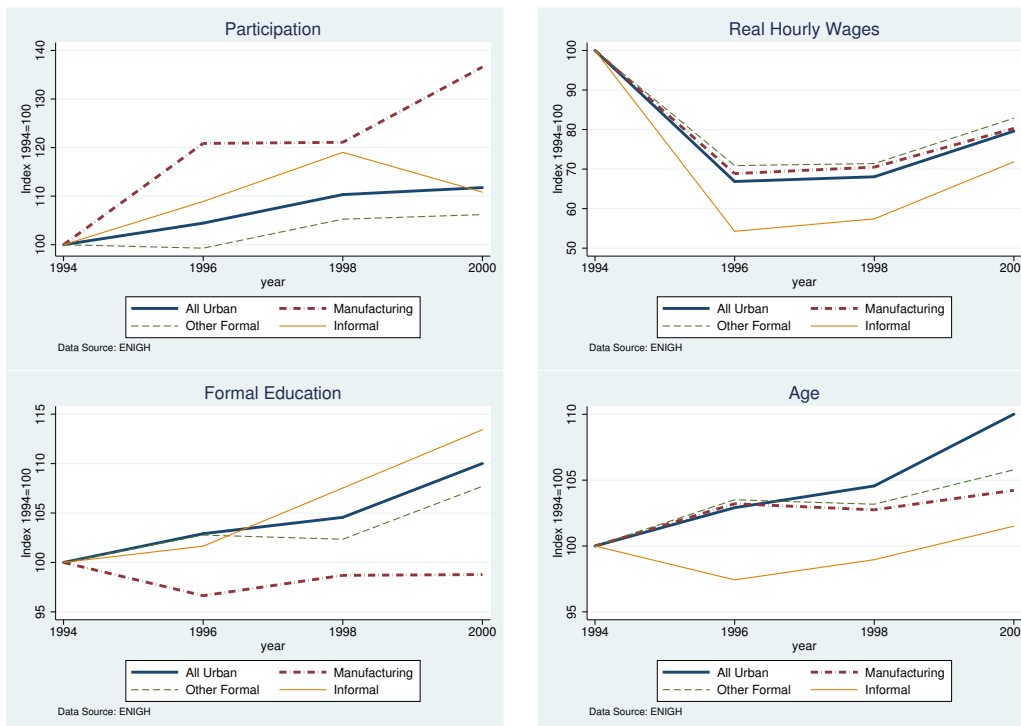 Participation
Index 1994=100
140
130
120
110
100
1994 1996 1998 2000
year
All Urban Manufacturing
Other Formal Informal
Data Source: ENIGH
Real Hourly Wages
Index 1994=100
100
90
80
70
60
50
1994 1996 1998 2000
year
All Urban Manufacturing
Other Formal Informal
Data Source: ENIGH
Formal Education
Index 1994=100
115
110
105
100
95
1994 1996 1998 2000
year
All Urban Manufacturing
Other Formal Informal
Data Source: ENIGH
Age
Index 1994=100
110
105
100
95
1994 1996 1998 2000
year
All Urban Manufacturing
Other Formal Informal
Data Source: ENIGH